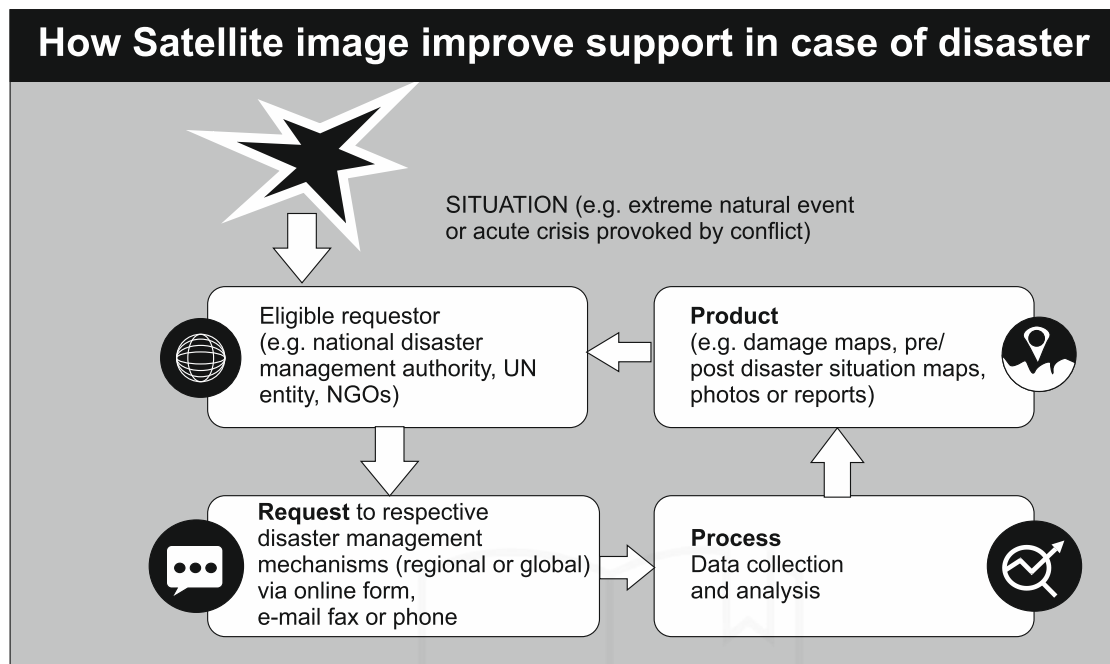 How Satellite image improve support in case of disaster
SITUATION (e.g. extreme natural event
or acute crisis provoked by conflict)
Eligible requestor
(e.g. national disaster
management authority, UN
entity, NGOs)
Product
(e.g. damage maps, pre/
post disaster situation maps,
photos or reports)
Request to respective
disaster management
mechanisms (regional or global)
via online form,
e-mail fax or phone
Process
Data collection
and analysis